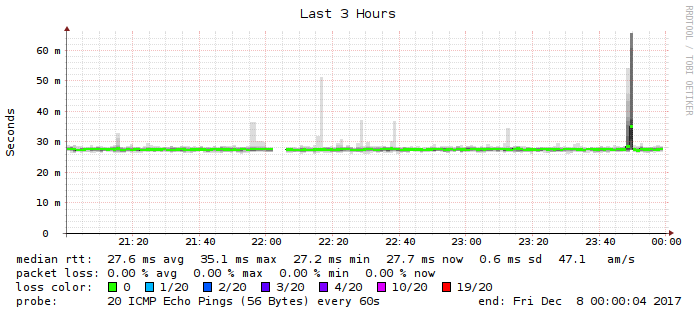 Last 3 Hours
RRDTOOL / TOBI OETIKER
Seconds
60 m
50 m
40 m
30 m
20 m
10 m
0
21:20 21:40 22:00 22:20 22:40 23:00 23:20 23:40 00:00
median rtt: 27.6 ms avg 35.1 ms max 27.2 ms min 27.7 ms now 0.6 ms sd 47.1 am/s
packet loss: 0.00 % avg 0.00 % max 0.00 % min 0.00 % now
loss color: 0 1/20 2/20 3/20 4/20 10/20 19/20
probe: 20 ICMP Echo Pings (56 Bytes) every 60s end: Fri Dec 8 00:00:04 2017